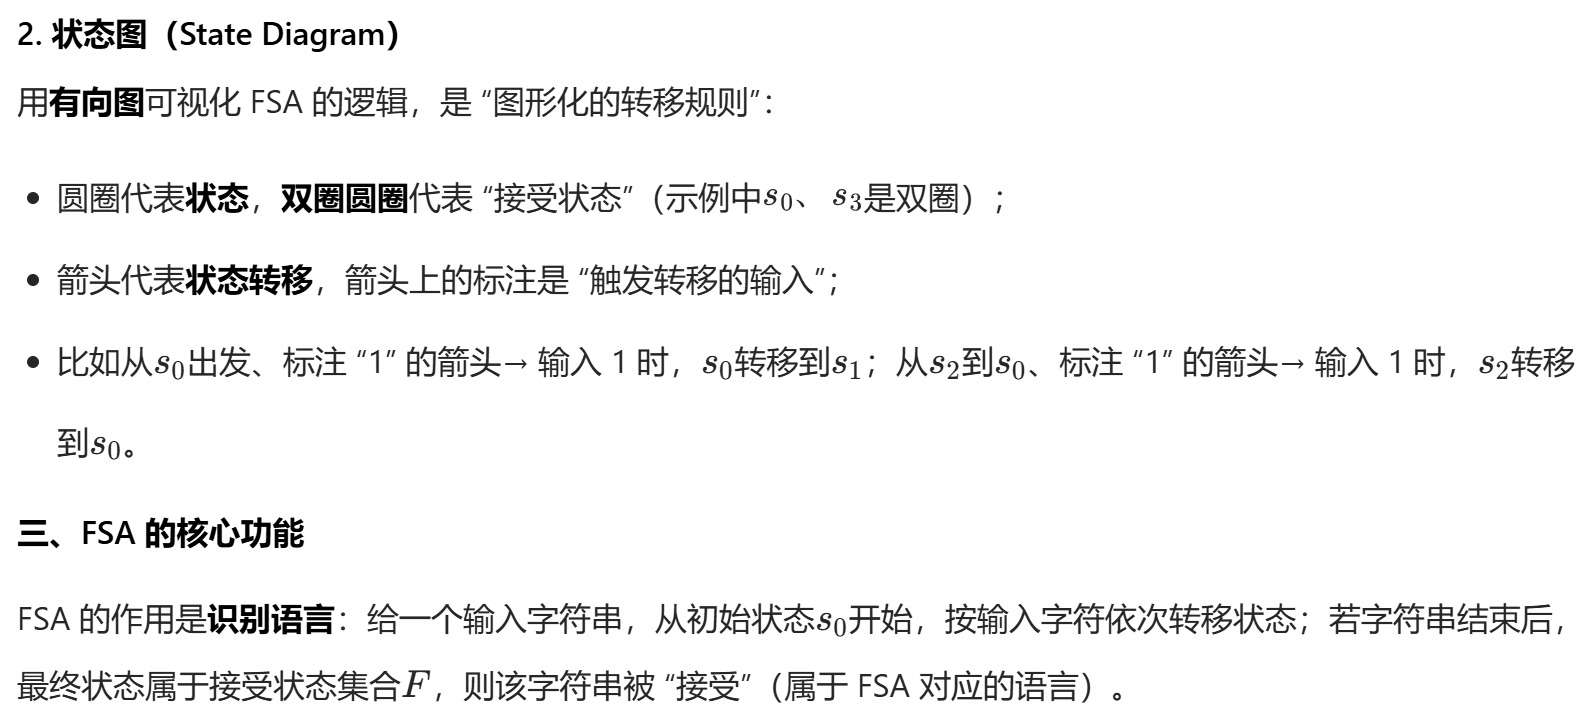 2. 状态图（State Diagram）
用有向图可视化 FSA 的逻辑，是 “图形化的转移规则”：
• 圆圈代表状态，双圈圆圈代表 “接受状态”（示例中s₀、s₃是双圈）；
• 箭头代表状态转移，箭头上的标注是 “触发转移的输入”；
• 比如从s₀出发、标注 “1” 的箭头→ 输入 1 时，s₀转移到s₁；从s₂到s₀、标注 “1” 的箭头→ 输入 1 时，s₂转移
到s₀。
三、FSA 的核心功能
FSA 的作用是识别语言：给一个输入字符串，从初始状态s₀开始，按输入字符依次转移状态；若字符串结束后，
最终状态属于接受状态集合F，则该字符串被 “接受”（属于 FSA 对应的语言）。